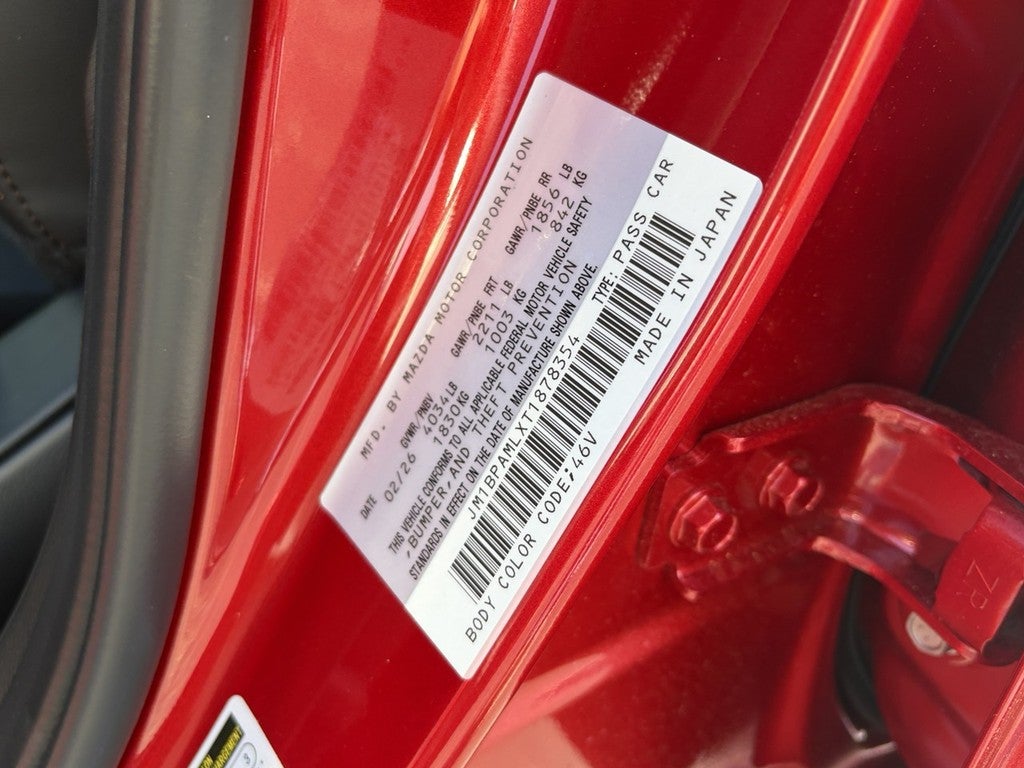 MFD. BY MAZDA MOTOR CORPORATION
DATE GVWR/PNBV GAWR/PNBE FRT GAWR/PNBE RR
02/26 4034LB 2211 LB 1856 LB
1830KG 1003 KG 842 KG
THIS VEHICLE CONFORMS TO ALL APPLICABLE FEDERAL MOTOR VEHICLE SAFETY
,BUMPER,AND THEFT PREVENTION
STANDARDS IN EFFECT ON THE DATE OF MANUFACTURE SHOWN ABOVE.
JM1BPAMLXT1878354 TYPE: PASS CAR
BODY COLOR CODE;46V MADE IN JAPAN
ZP
3